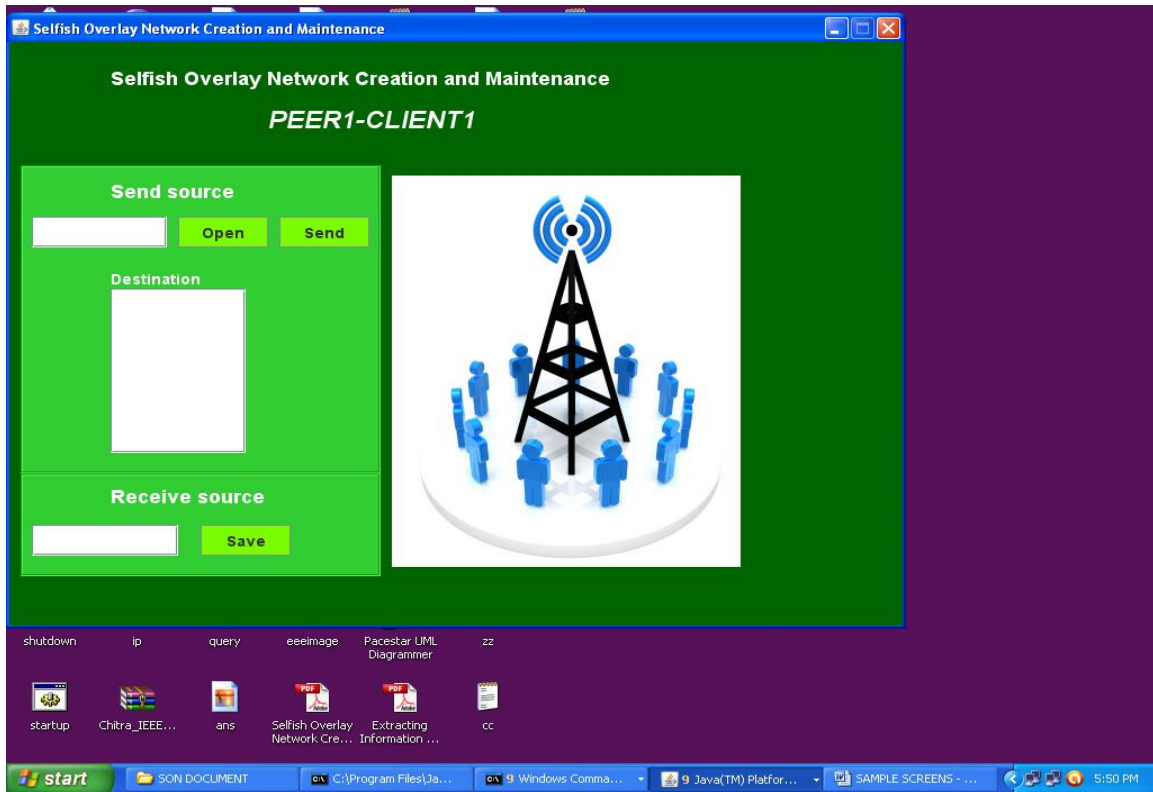 Selfish Overlay Network Creation and Maintenance
Selfish Overlay Network Creation and Maintenance
PEER1-CLIENT1
Send source
Open
Send
Destination
Receive source
Save
shutdown
ip
query
eeeimage
Pacestar UML
Diagrammer
zz
startup
Chitra_IEEE...
ans
Selfish Overlay
Network Cre...
Extracting
Information ...
cc
start
SON DOCUMENT
C:\Program Files\Ja...
9 Windows Comma...
9 Java(TM) Platfor...
SAMPLE SCREENS - ...
5:50 PM